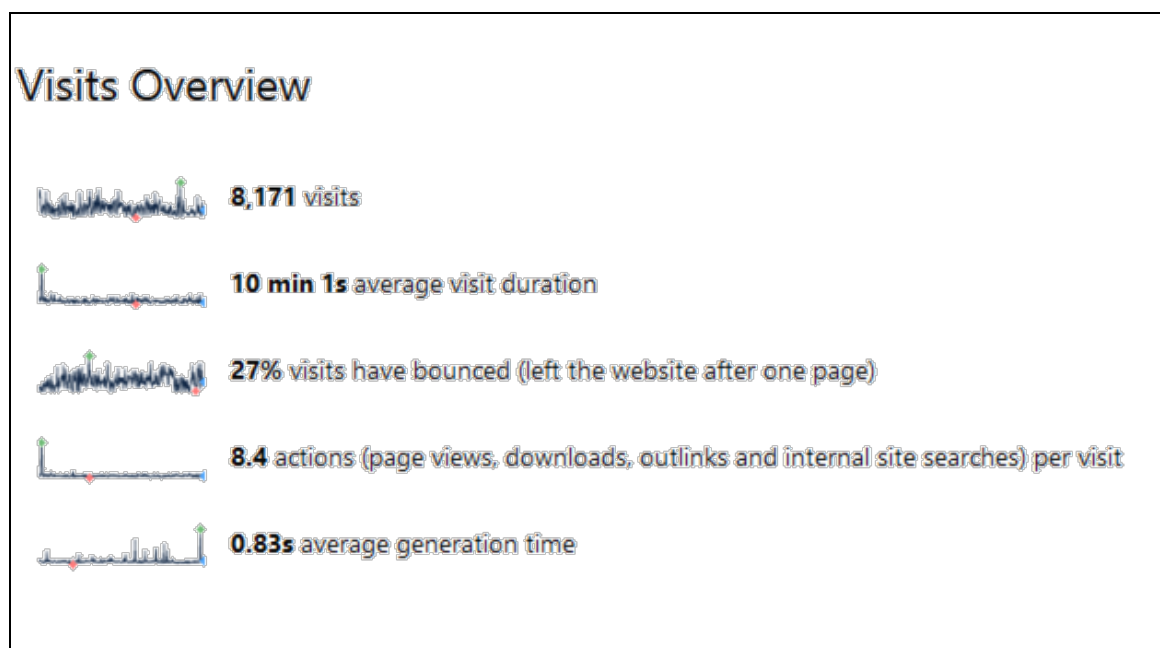 Visits Overview
8,171 visits
10 min 1s average visit duration
27% visits have bounced (left the website after one page)
8.4 actions (page views, downloads, outlinks and internal site searches) per visit
0.83s average generation time